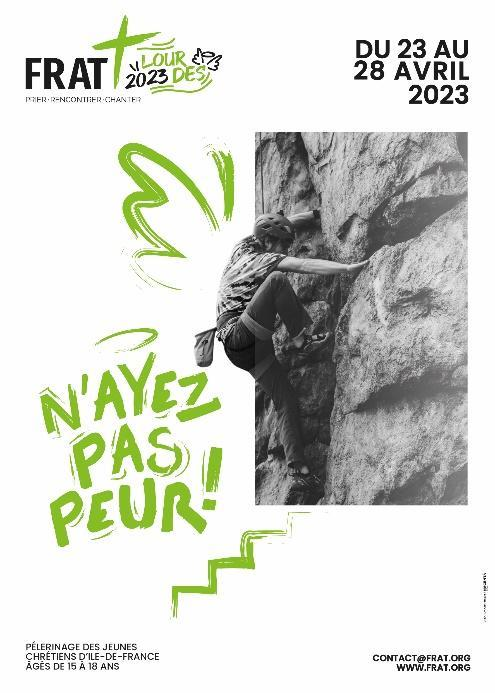 FRAT
LOUR
2023 DES
PRIER·RENCONTRER·CHANTER
DU 23 AU
28 AVRIL
2023
N'AYEZ
PAS
PEUR!
PÉLERINAGE DES JEUNES
CHRÉTIENS D'ILE-DE-FRANCE
ÂGÉS DE 15 À 18 ANS
CONTACT@FRAT.ORG
WWW.FRAT.ORG